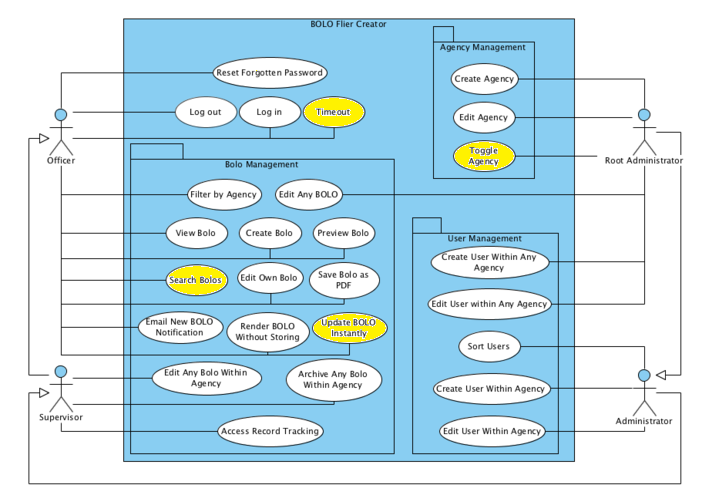 BOLO Flier Creator
Agency Management
Reset Forgotten Password
Create Agency
Log out
Log in
Timeout
Edit Agency
Toggle
Agency
Officer
Root Administrator
Bolo Management
Filter by Agency
Edit Any BOLO
View Bolo
Create Bolo
Preview Bolo
User Management
Create User Within Any
Agency
Search Bolos
Edit Own Bolo
Save Bolo as
PDF
Edit User within Any Agency
Email New BOLO
Notification
Render BOLO
Without Storing
Update BOLO
Instantly
Sort Users
Edit Any Bolo Within
Agency
Archive Any Bolo
Within Agency
Create User Within Agency
Supervisor
Administrator
Access Record Tracking
Edit User Within Agency